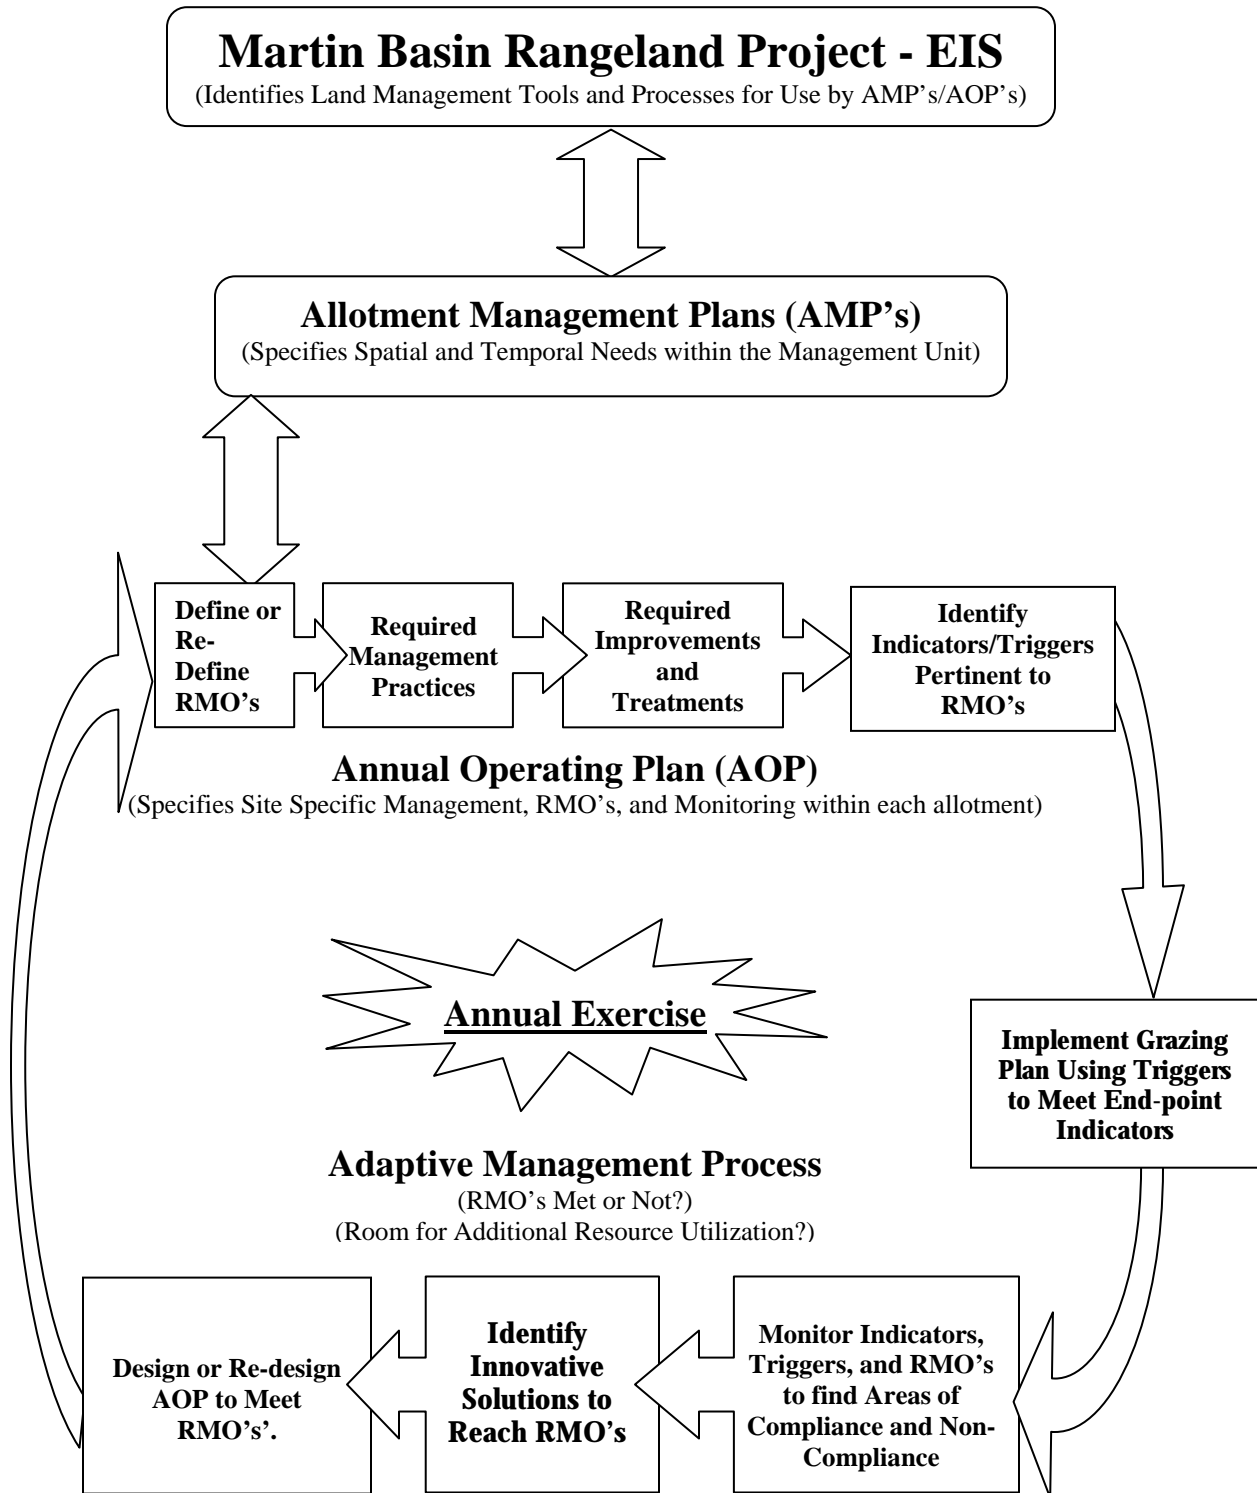 Martin Basin Rangeland Project - EIS
(Identifies Land Management Tools and Processes for Use by AMP's/AOP's)
Allotment Management Plans (AMP's)
(Specifies Spatial and Temporal Needs within the Management Unit)
Define or
Re-
Define
RMO's
Required
Management
Practices
Required
Improvements
and
Treatments
Identify
Indicators/Triggers
Pertinent to
RMO's
Annual Operating Plan (AOP)
(Specifies Site Specific Management, RMO's, and Monitoring within each allotment)
Annual Exercise
Implement Grazing
Plan Using Triggers
to Meet End-point
Indicators
Adaptive Management Process
(RMO's Met or Not?)
(Room for Additional Resource Utilization?)
Design or Re-design
AOP to Meet
RMO's'.
Identify
Innovative
Solutions to
Reach RMO's
Monitor Indicators,
Triggers, and RMO's
to find Areas of
Compliance and Non-
Compliance